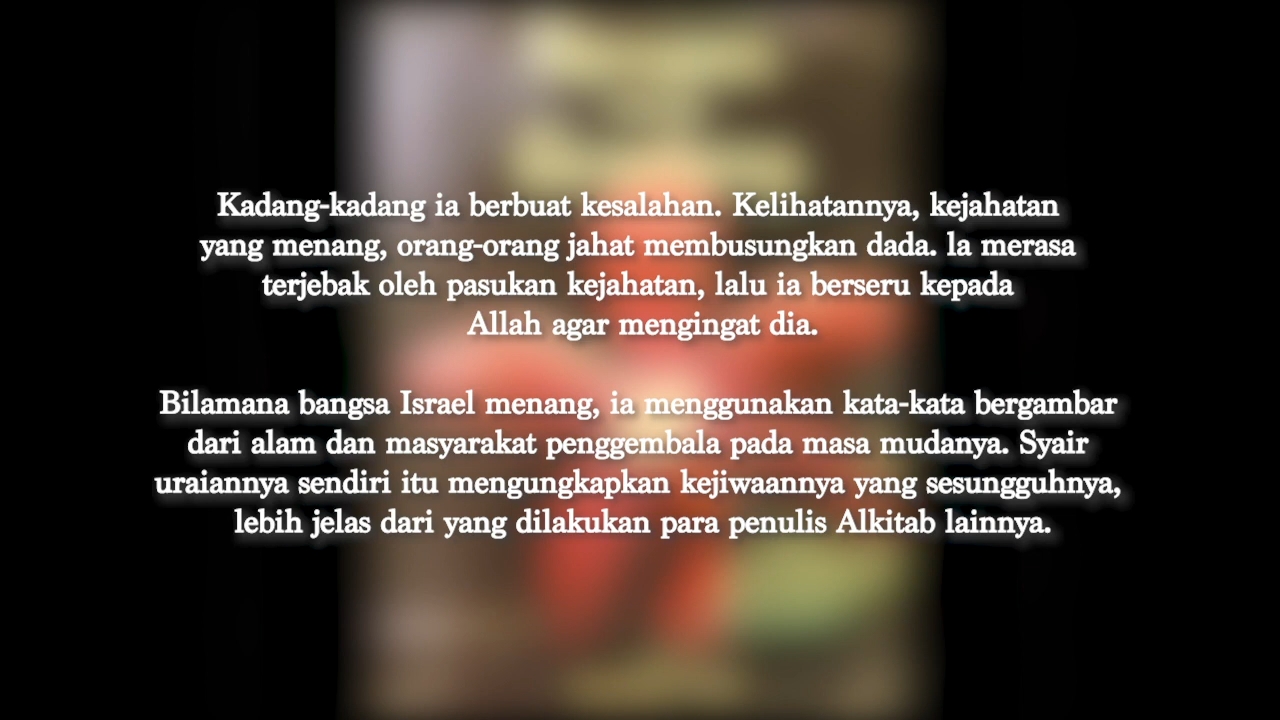 Kadang-kadang ia berbuat kesalahan. Kelihatannya, kejahatan
yang menang, orang-orang jahat membusungkan dada. la merasa
terjebak oleh pasukan kejahatan, lalu ia berseru kepada
Allah agar mengingat dia.
Bilamana bangsa Israel menang, ia menggunakan kata-kata bergambar
dari alam dan masyarakat penggembala pada masa mudanya. Syair
uraiannya sendiri itu mengungkapkan kejiwaannya yang sesungguhnya,
lebih jelas dari yang dilakukan para penulis Alkitab lainnya.